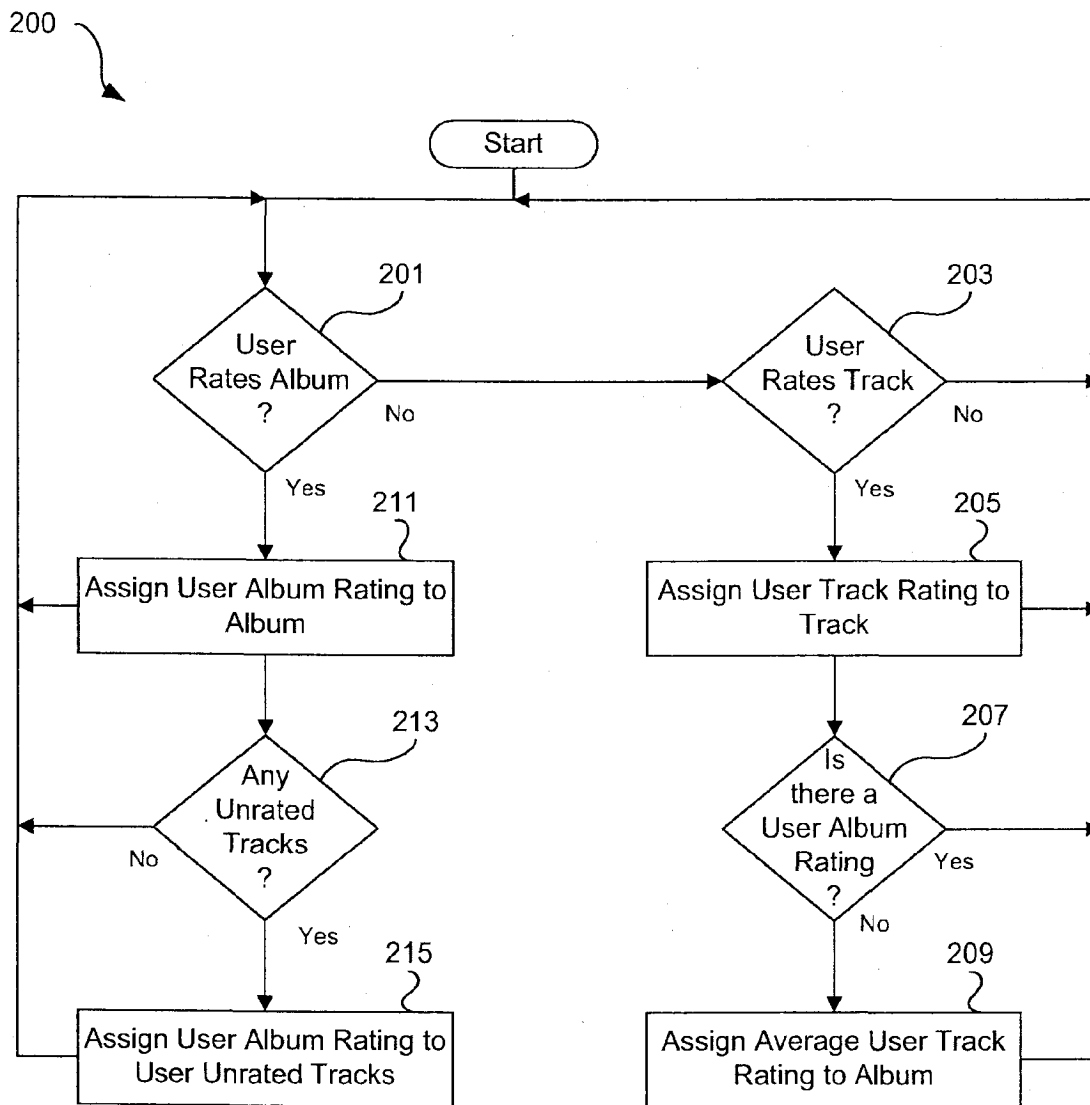 200
Start
201
User
Rates Album
?
No
Yes
203
User
Rates Track
?
No
Yes
211
Assign User Album Rating to
Album
205
Assign User Track Rating to
Track
213
Any
Unrated
Tracks
?
No
Yes
207
Is
there a
User Album
Rating
?
Yes
No
215
Assign User Album Rating to
User Unrated Tracks
209
Assign Average User Track
Rating to Album